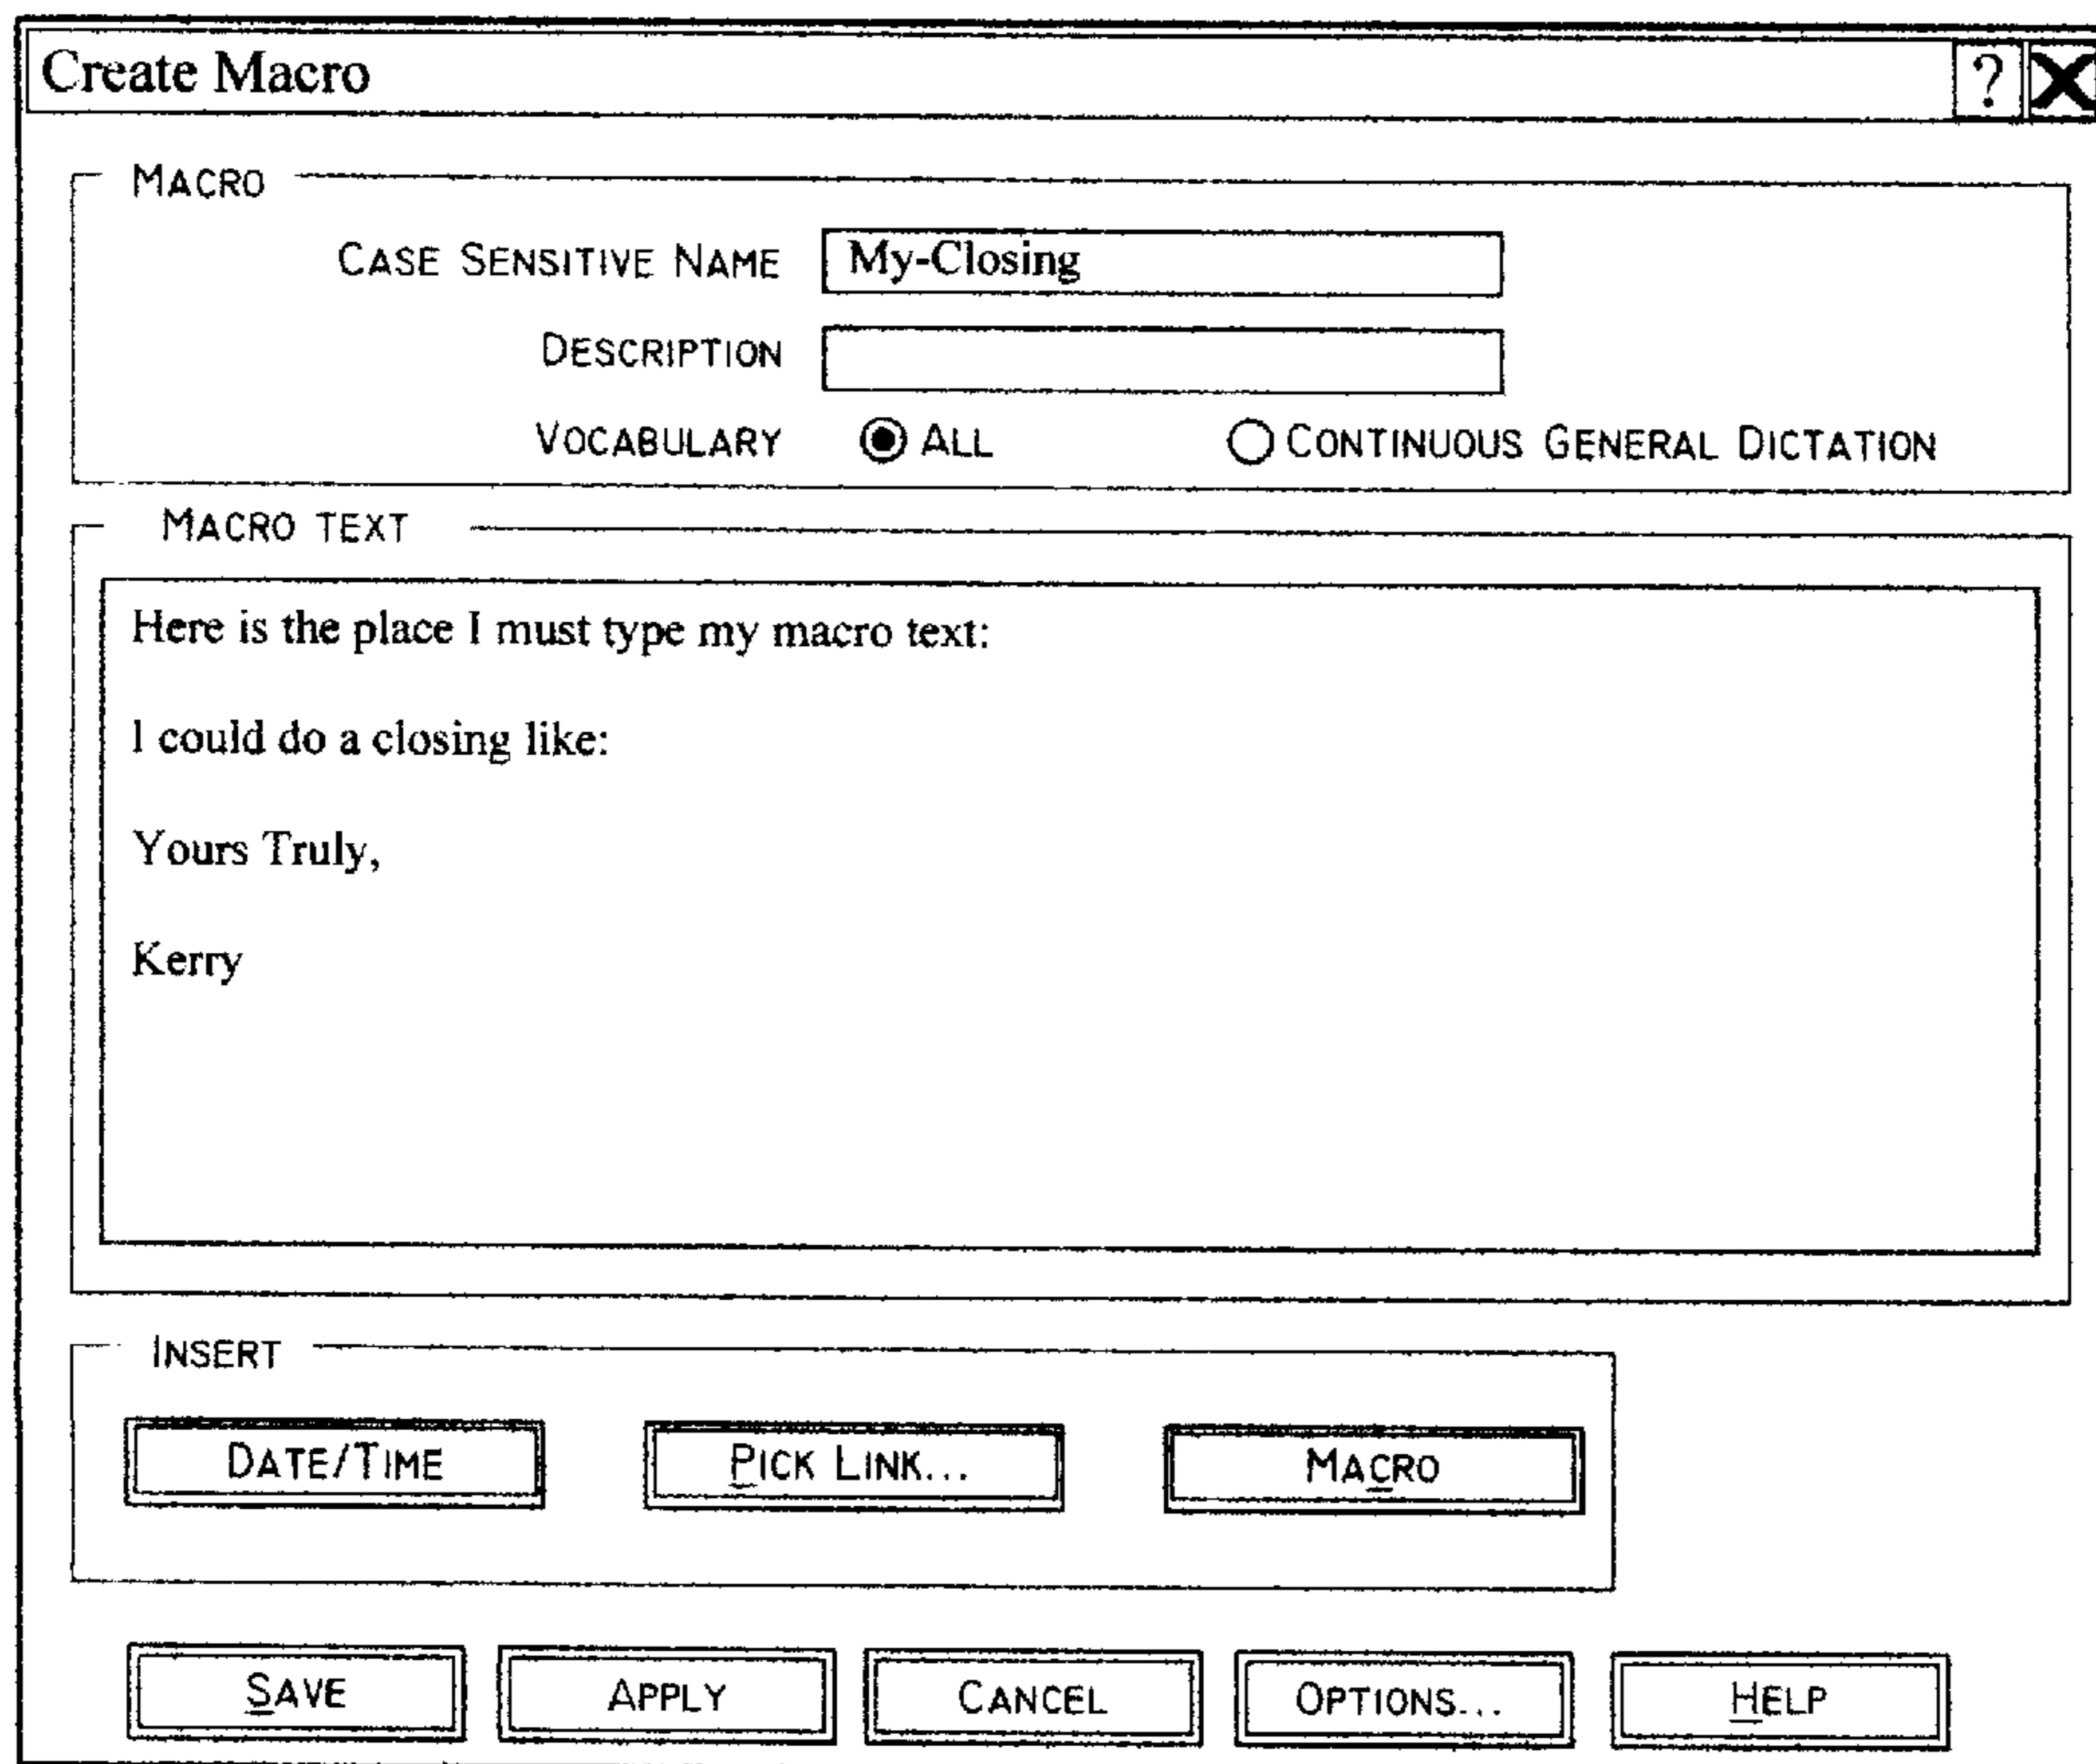 Create Macro ? X
MACRO
CASE SENSITIVE NAME My-Closing
DESCRIPTION
VOCABULARY ALL CONTINUOUS GENERAL DICTATION
MACRO TEXT
Here is the place I must type my macro text:
I could do a closing like:
Yours Truly,
Kerry
INSERT
DATE/TIME PICK LINK... MACRO
SAVE APPLY CANCEL OPTIONS... HELP